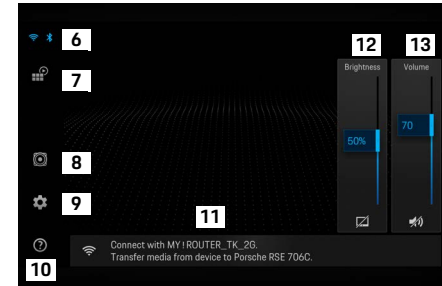 6
12
13
Brightness
Volume
7
70
50%
8
9
11
Connect with MY!ROUTER_TK_2G.
Transfer media from device to Porsche RSE 706C.
10